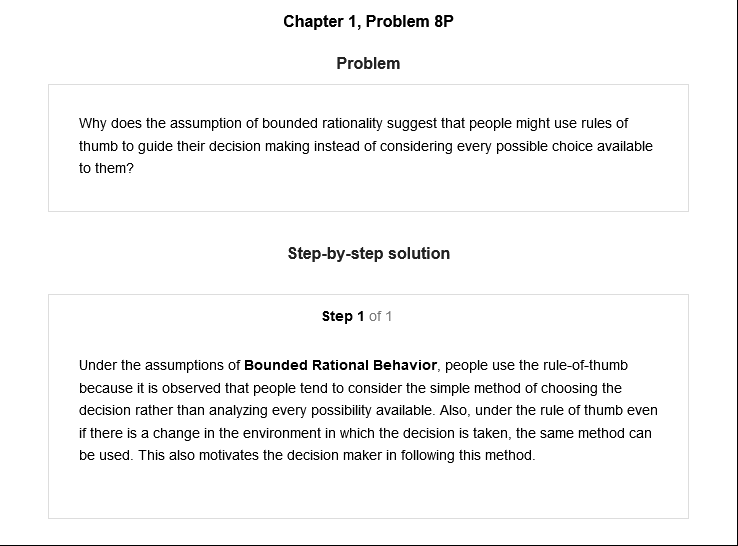 Chapter 1, Problem 8P
Problem
Why does the assumption of bounded rationality suggest that people might use rules of
thumb to guide their decision making instead of considering every possible choice available
to them?
Step-by-step solution
Step 1 of 1
Under the assumptions of Bounded Rational Behavior, people use the rule-of-thumb
because it is observed that people tend to consider the simple method of choosing the
decision rather than analyzing every possibility available. Also, under the rule of thumb even
if there is a change in the environment in which the decision is taken, the same method can
be used. This also motivates the decision maker in following this method.